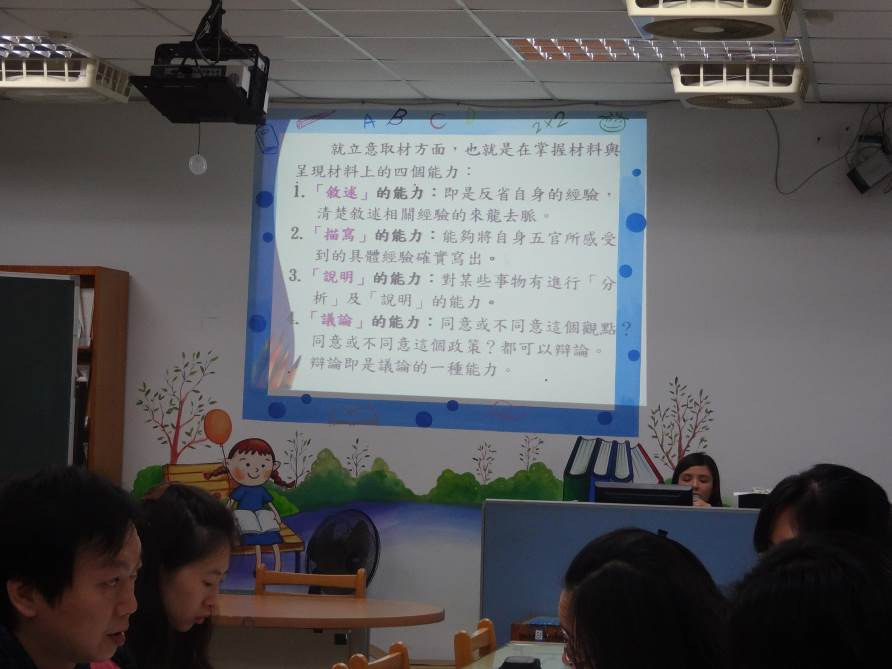 A B C D
2×2
就立意取材方面，也就是在掌握材料與
呈現材料上的四個能力：
1.「敘述」的能力：即是反省自身的經驗，
清楚敘述相關經驗的來龍去脈。
2.「描寫」的能力：能夠將自身五官所感受
到的具體經驗確實寫出。
3.「說明」的能力：對某些事物有進行「分
析」及「說明」的能力。
4.「議論」的能力：同意或不同意這個觀點？
同意或不同意這個政策？都可以辯論。
辯論即是議論的一種能力。